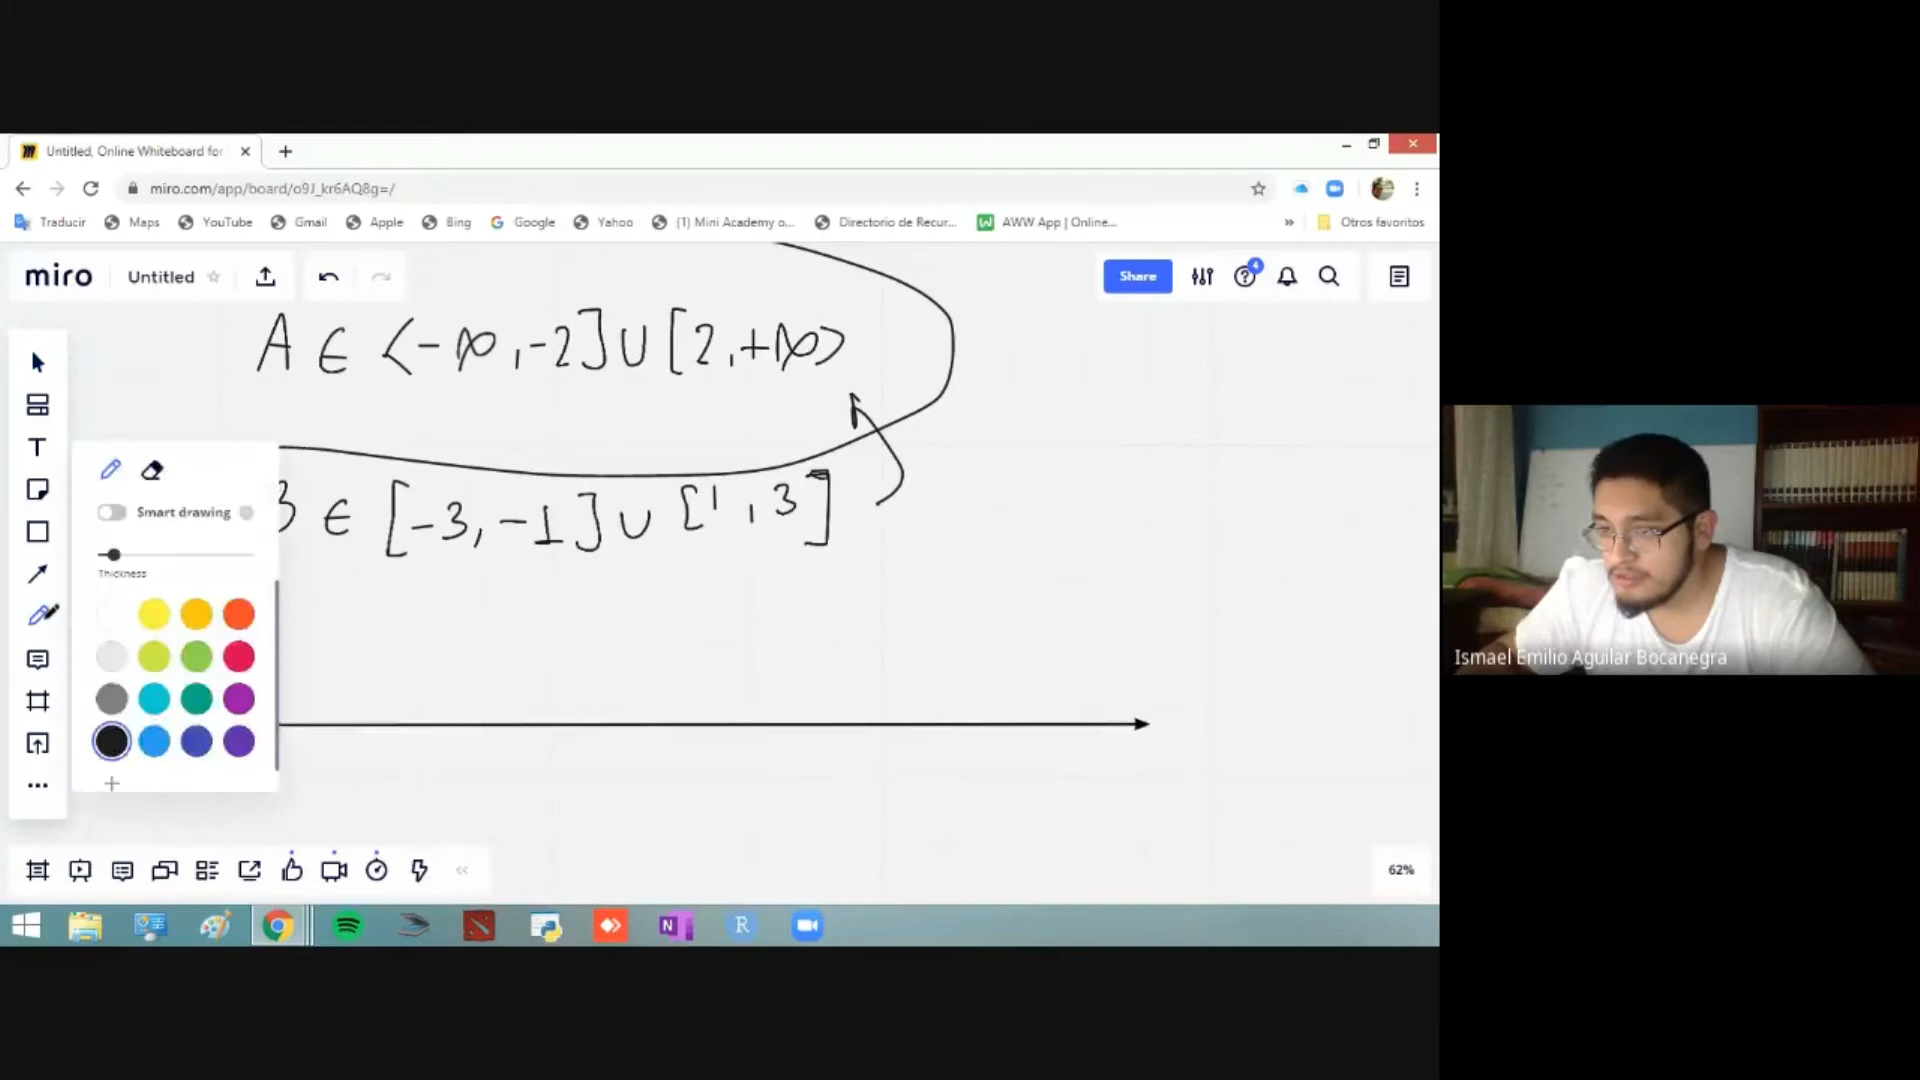 Untitled, Online Whiteboard for
miro.com/app/board/o9J_kr6AQ8g=/
Traducir Maps YouTube Gmail Apple Bing Google Yahoo (1) Mini Academy o... Directorio de Recur... AWW App | Online... » Otros favoritos
miro Untitled Share 4
A ∈ <-∞, -2] ∪ [2, +∞>
Smart drawing
B ∈ [-3, -1] ∪ [1, 3]
Thickness
T
62%
N R
Ismael Emilio Aguilar Bocanegra